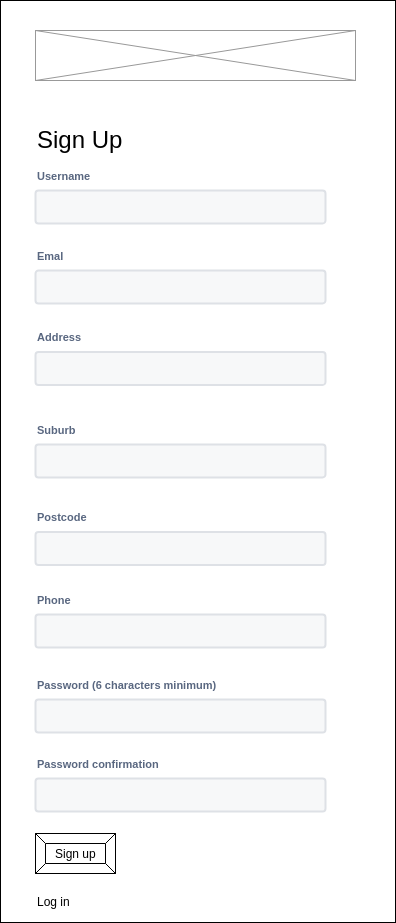 Sign Up
Username
Emal
Address
Suburb
Postcode
Phone
Password (6 characters minimum)
Password confirmation
Sign up
Log in